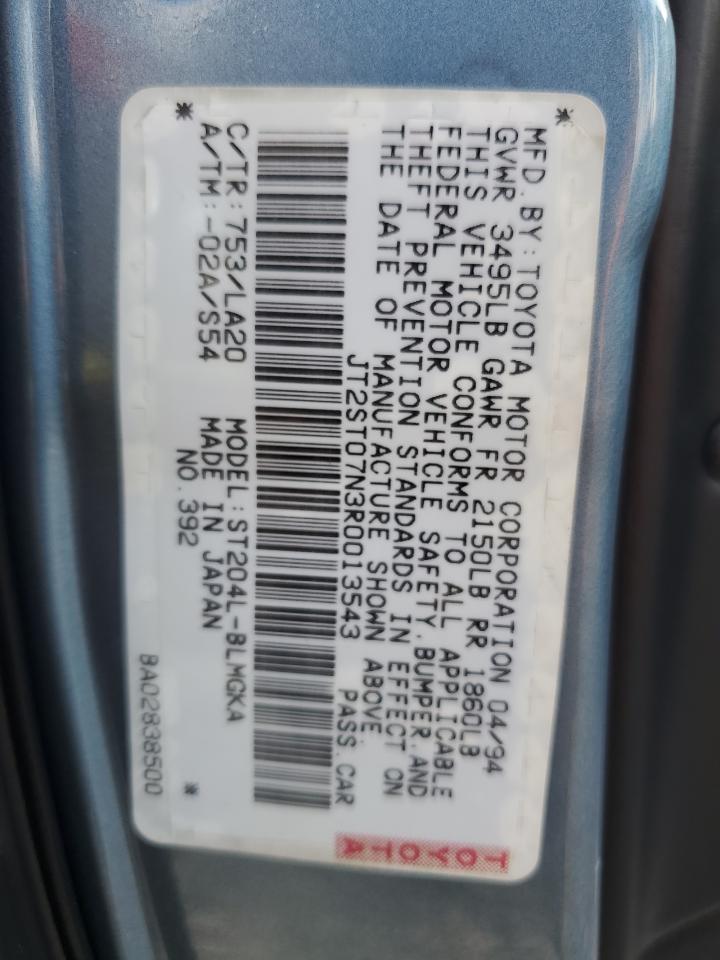 MFD.BY:TOYOTA MOTOR CORPORATION 04/94
GVWR 3495LB GAWR FR 2150LB RR 1860LB
THIS VEHICLE CONFORMS TO ALL APPLICABLE
FEDERAL MOTOR VEHICLE SAFETY,BUMPER,AND
THEFT PREVENTION STANDARDS IN EFFECT ON
THE DATE OF MANUFACTURE SHOWN ABOVE.
JT2ST07N3R0013543 PASS.CAR
C/TR:753/LA20 MODEL:ST204L-BLMGKA
A/TM:-02A/S54 MADE IN JAPAN
NO.392
BA02838500
TOYOTA